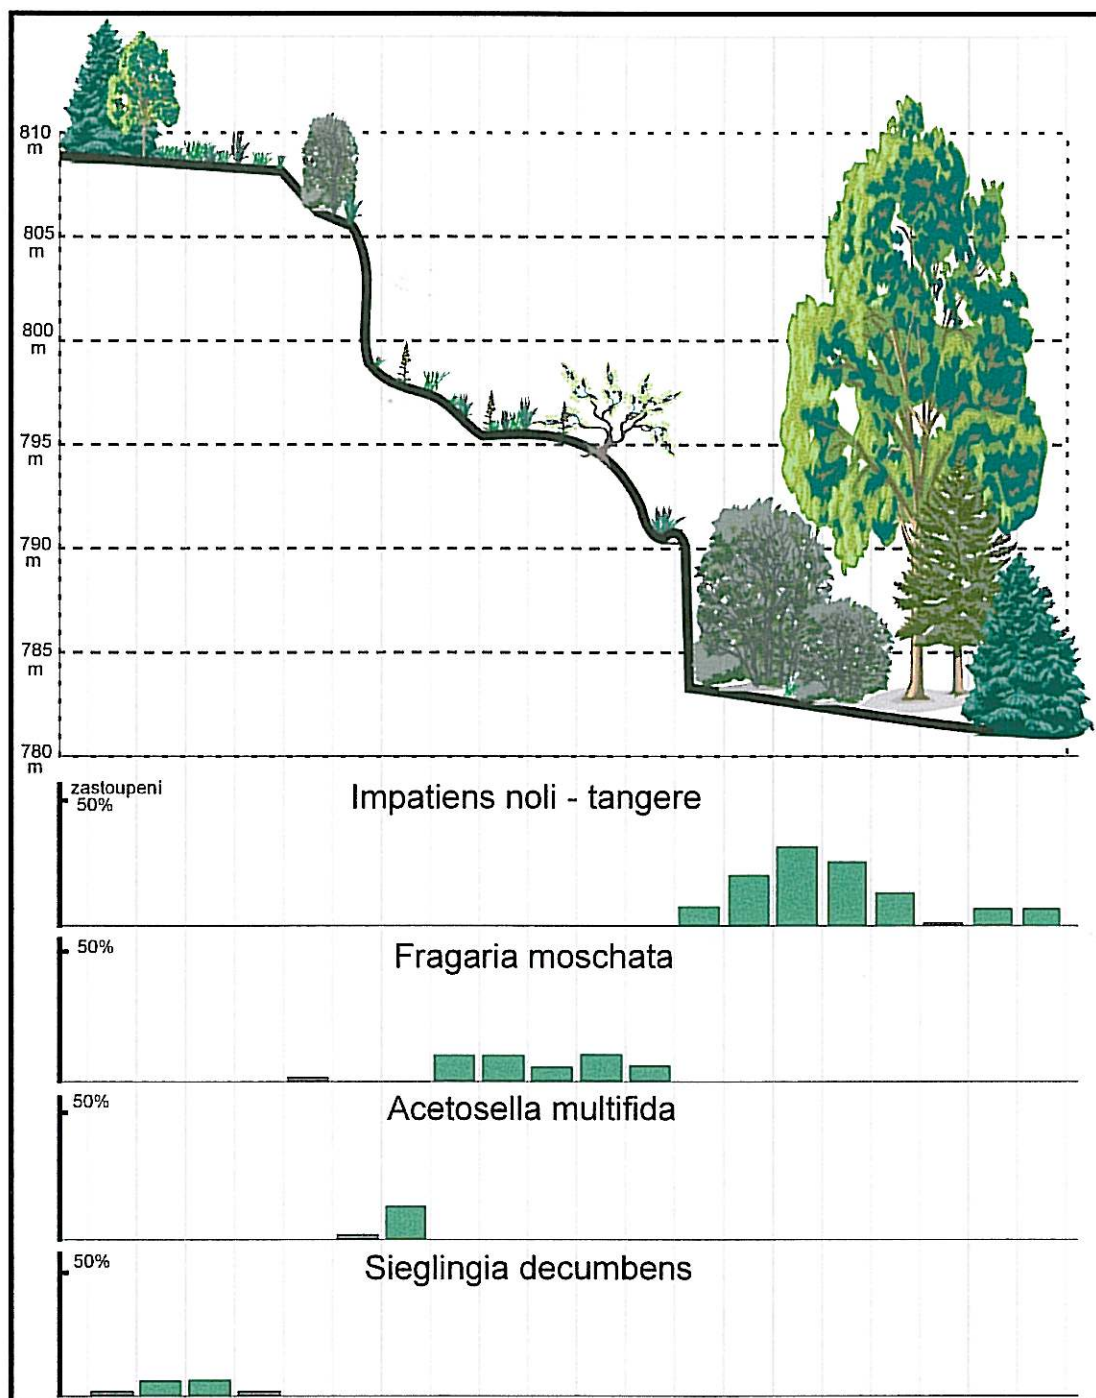 810
m
805
m
800
m
795
m
790
m
785
m
780
m
zastoupeni
50%
Impatiens noli - tangere
50%
Fragaria moschata
50%
Acetosella multifida
50%
Sieglingia decumbens